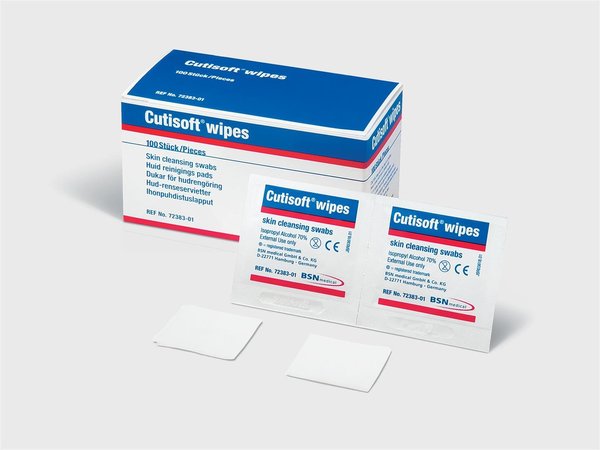 Cutisoft® wipes
100 Stück/Pieces
REF No. 72383-01
Cutisoft® wipes
100 Stück/Pieces
Skin cleansing swabs
Huid reinigings pads
Dukar för hudrengöring
Hud-renseservietter
Ihonpuhdistuslapput
REF No. 72383-01
Cutisoft® wipes
skin cleansing swabs
Isopropyl Alcohol 70%
External Use only
® = registered trademark
BSN medical GmbH & Co. KG
D-22771 Hamburg - Germany
REF No. 72383-01
BSN medical
Cutisoft® wipes
skin cleansing swabs
Isopropyl Alcohol 70%
External Use only
® = registered trademark
BSN medical GmbH & Co. KG
D-22771 Hamburg - Germany
REF No. 72383-01
BSN medical